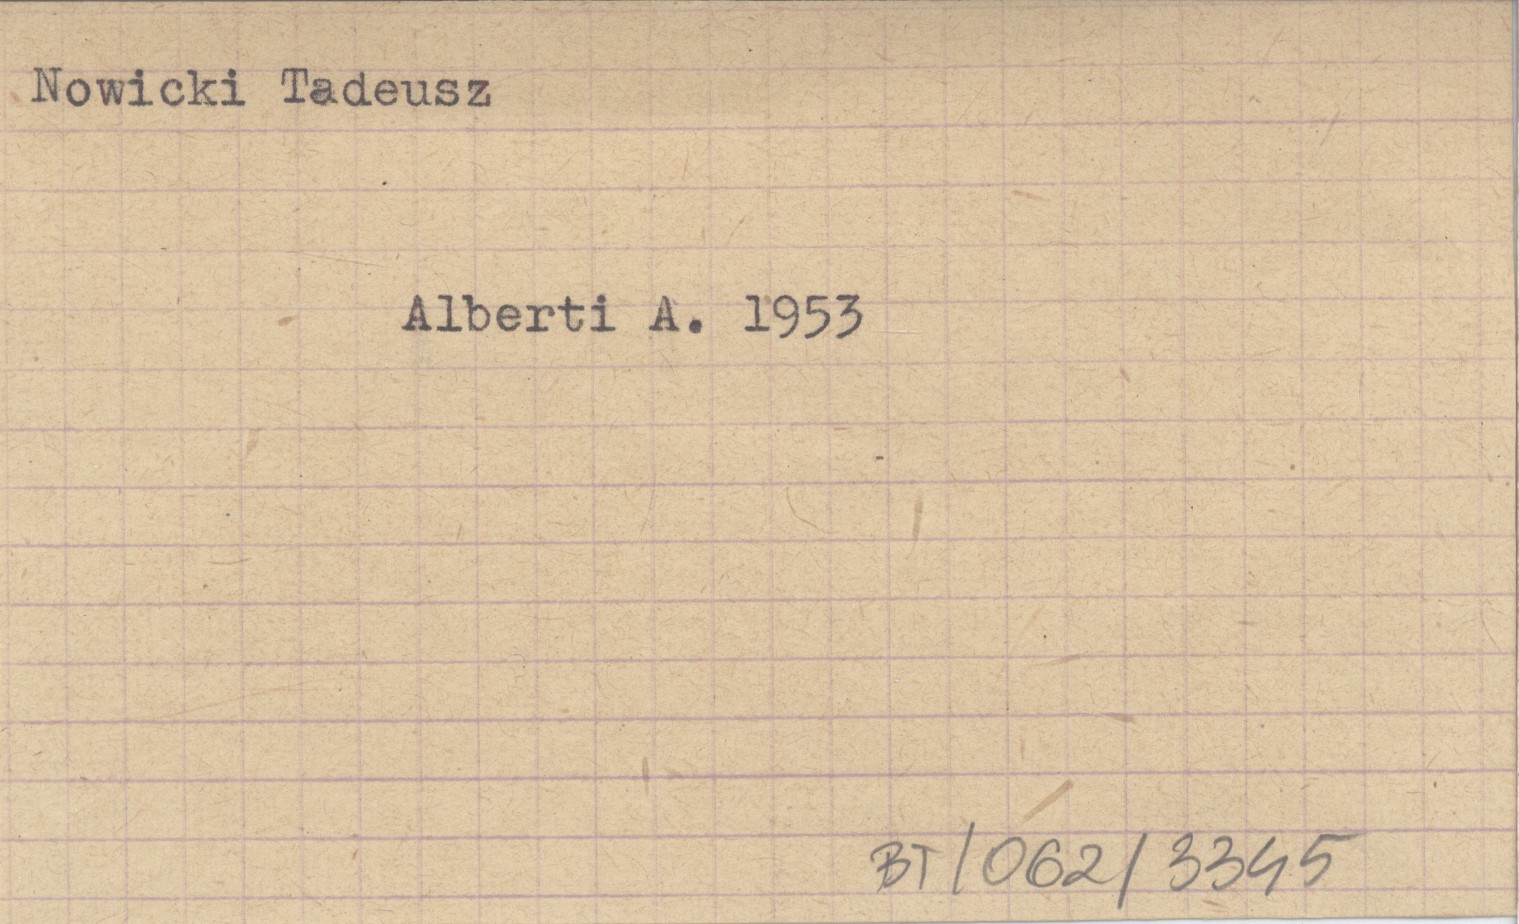 Nowicki Tadeusz
Alberti A. 1953
BT/062/3345